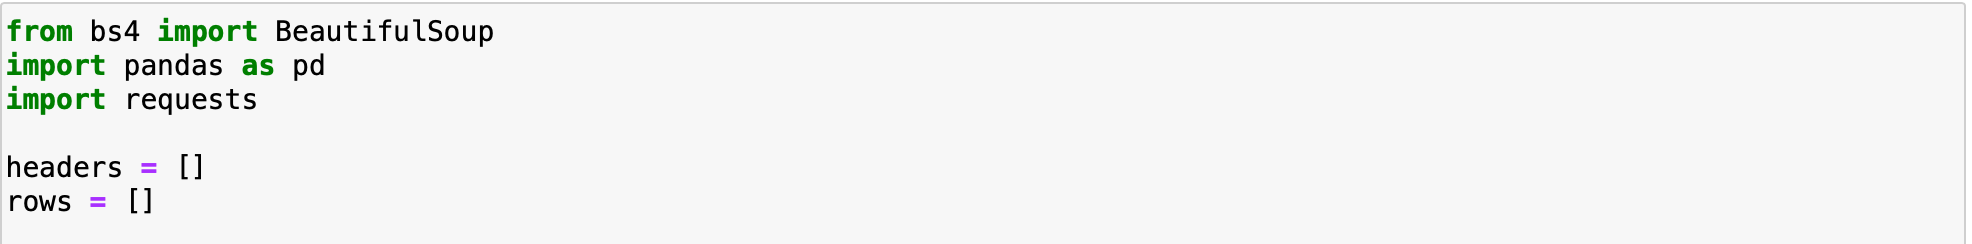 from bs4 import BeautifulSoup
import pandas as pd
import requests
headers = []
rows = []